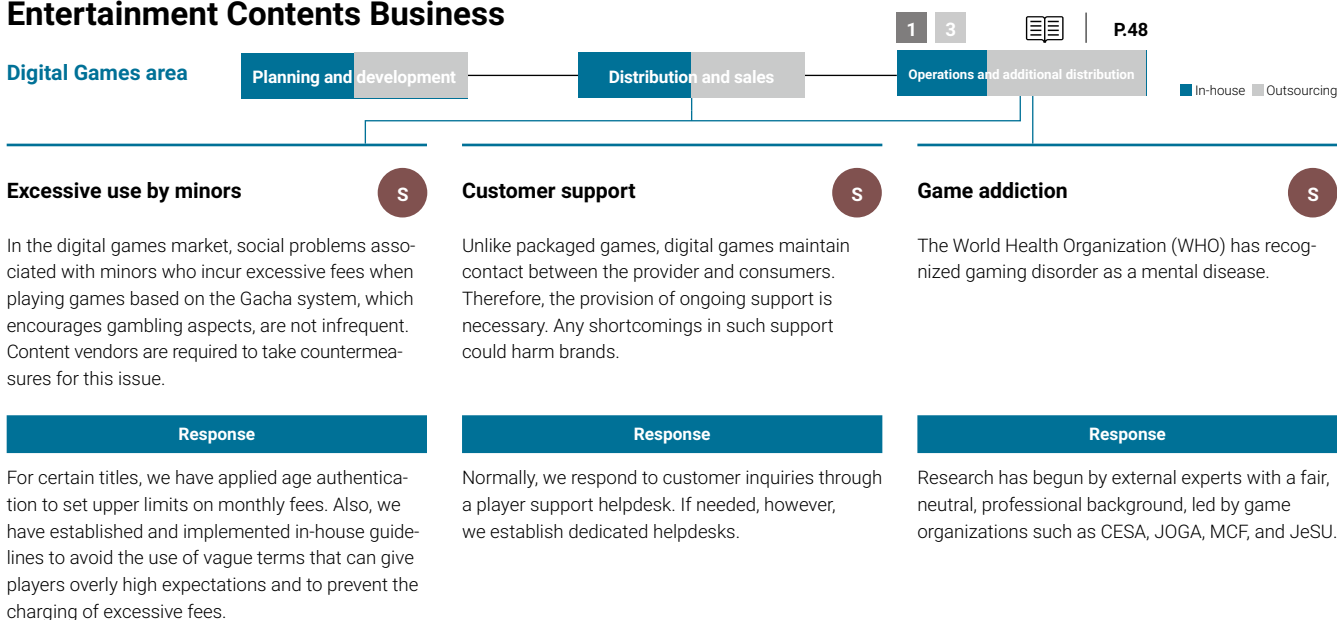 Entertainment Contents Business
1 3 P.48
Digital Games area
Planning and development
Distribution and sales
Operations and additional distribution
In-house Outsourcing
Excessive use by minors
S
In the digital games market, social problems asso-
ciated with minors who incur excessive fees when
playing games based on the Gacha system, which
encourages gambling aspects, are not infrequent.
Content vendors are required to take countermea-
sures for this issue.
Response
For certain titles, we have applied age authentica-
tion to set upper limits on monthly fees. Also, we
have established and implemented in-house guide-
lines to avoid the use of vague terms that can give
players overly high expectations and to prevent the
charging of excessive fees.
Customer support
S
Unlike packaged games, digital games maintain
contact between the provider and consumers.
Therefore, the provision of ongoing support is
necessary. Any shortcomings in such support
could harm brands.
Response
Normally, we respond to customer inquiries through
a player support helpdesk. If needed, however,
we establish dedicated helpdesks.
Game addiction
S
The World Health Organization (WHO) has recog-
nized gaming disorder as a mental disease.
Response
Research has begun by external experts with a fair,
neutral, professional background, led by game
organizations such as CESA, JOGA, MCF, and JeSU.